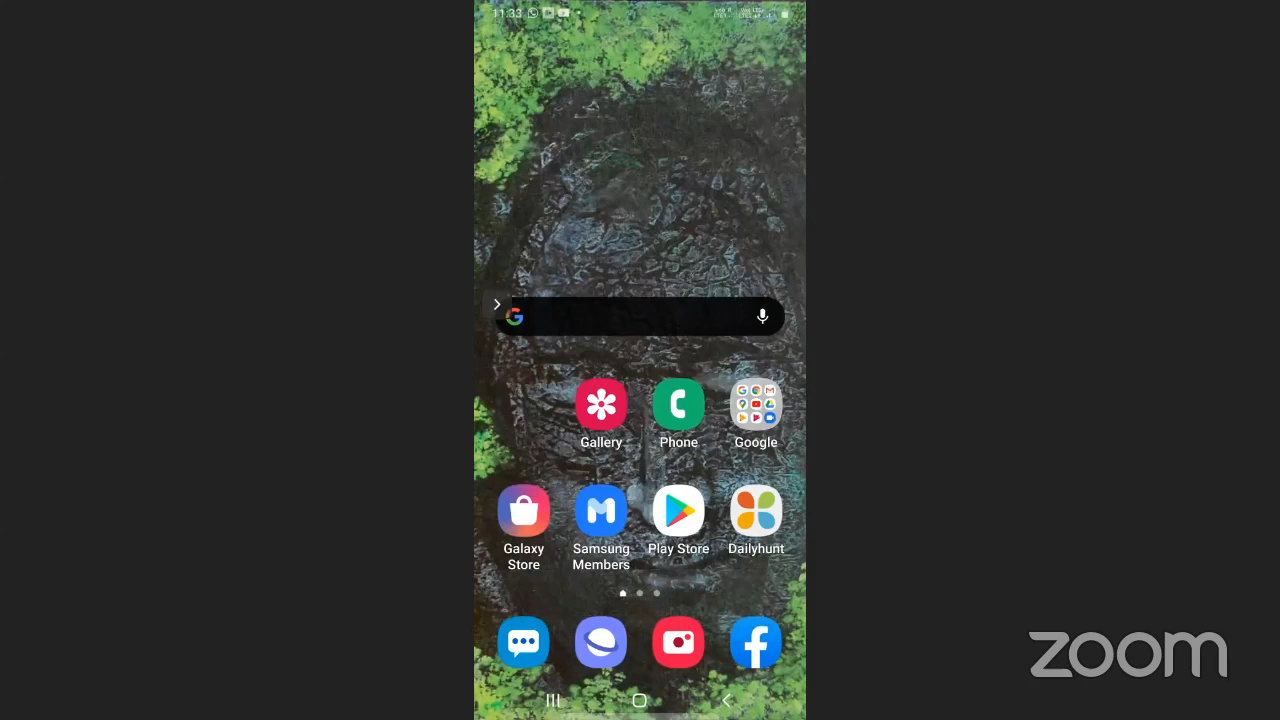 11:33
Gallery
Phone
Google
Galaxy
Store
Samsung
Members
Play Store
Dailyhunt
zoom